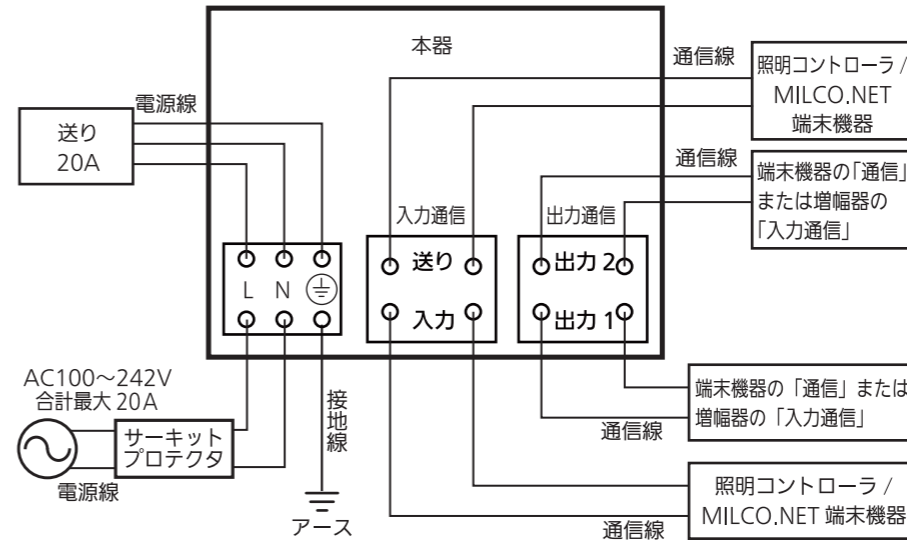 本器
通信線
照明コントローラ /
MILCO.NET
端末機器
電源線
送り
20A
通信線
端末機器の「通信」
または増幅器の
「入力通信」
入力通信
出力通信
送り
出力 2
L N
入力
出力 1
AC100～242V
合計最大 20A
サーキット
プロテクタ
電源線
接地線
アース
端末機器の「通信」または
増幅器の「入力通信」
通信線
照明コントローラ /
MILCO.NET 端末機器
通信線